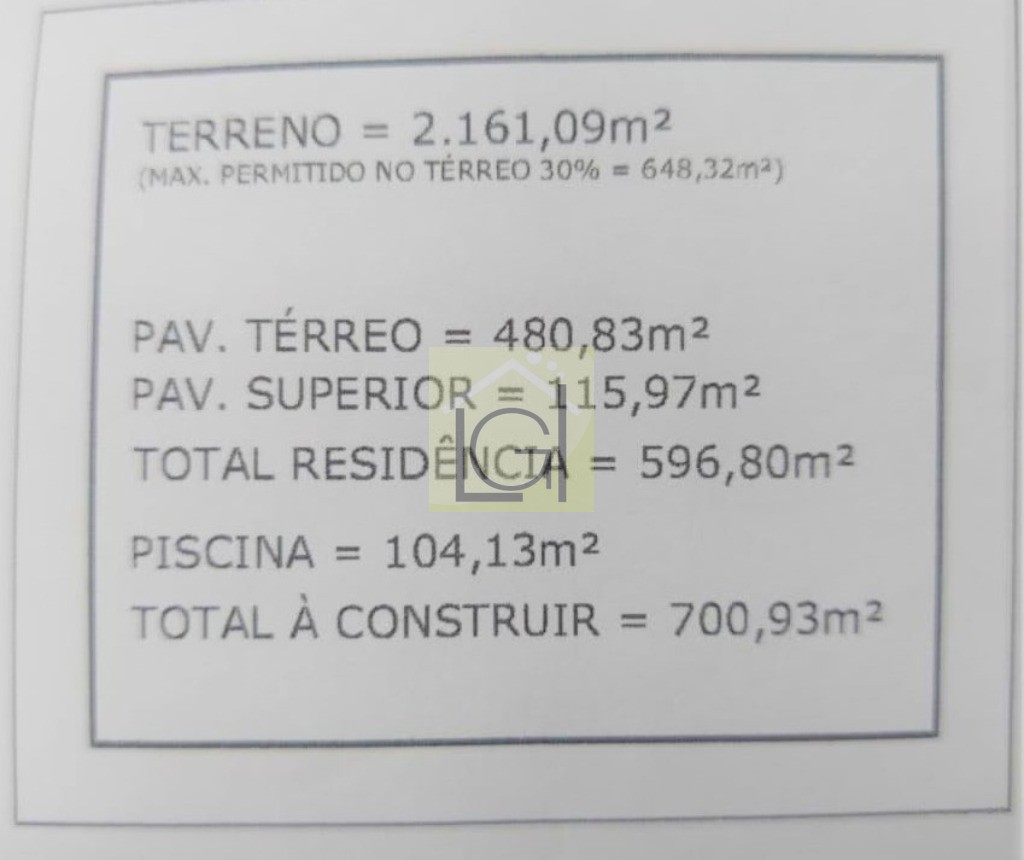 TERRENO = 2.161,09m²
(MAX. PERMITIDO NO TÉRREO 30% = 648,32m²)
PAV. TÉRREO = 480,83m²
PAV. SUPERIOR = 115,97m²
TOTAL RESIDÊNCIA = 596,80m²
PISCINA = 104,13m²
TOTAL À CONSTRUIR = 700,93m²